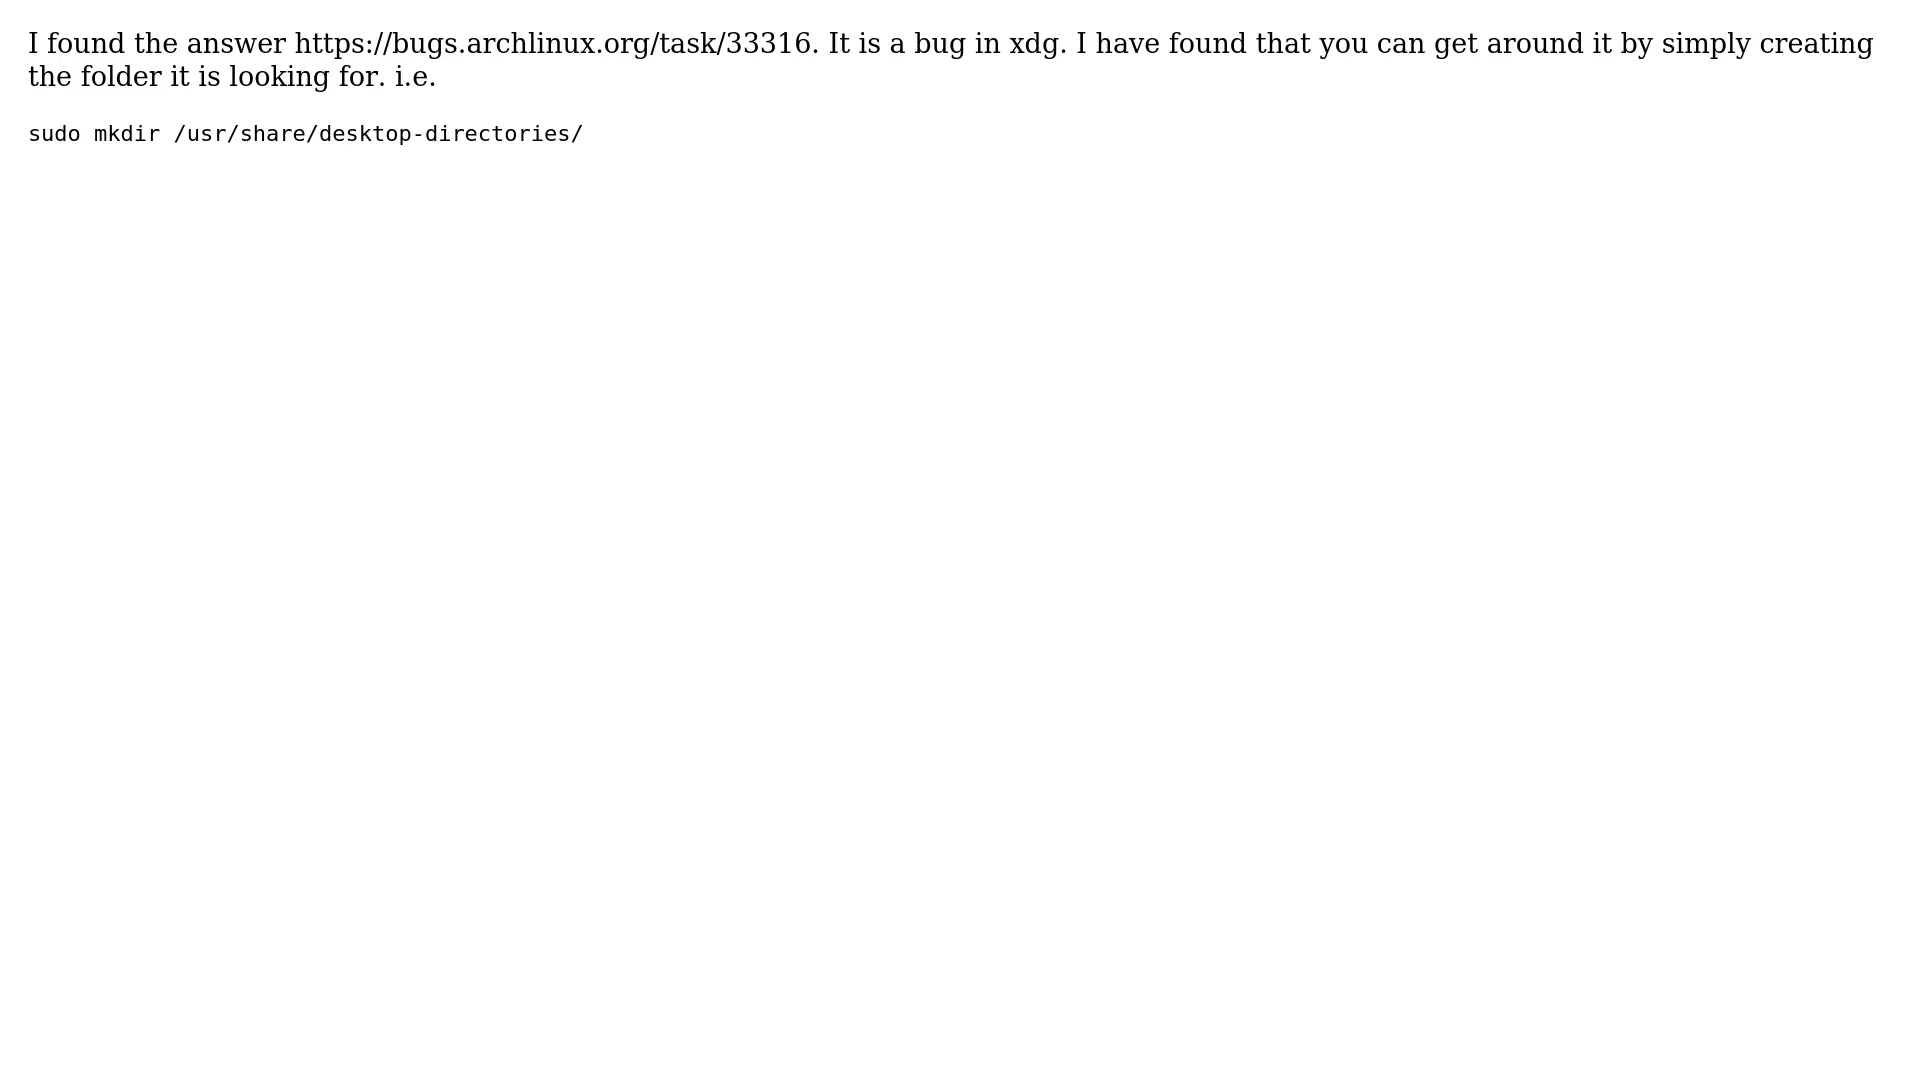 I found the answer https://bugs.archlinux.org/task/33316. It is a bug in xdg. I have found that you can get around it by simply creating
the folder it is looking for. i.e.
sudo mkdir /usr/share/desktop-directories/